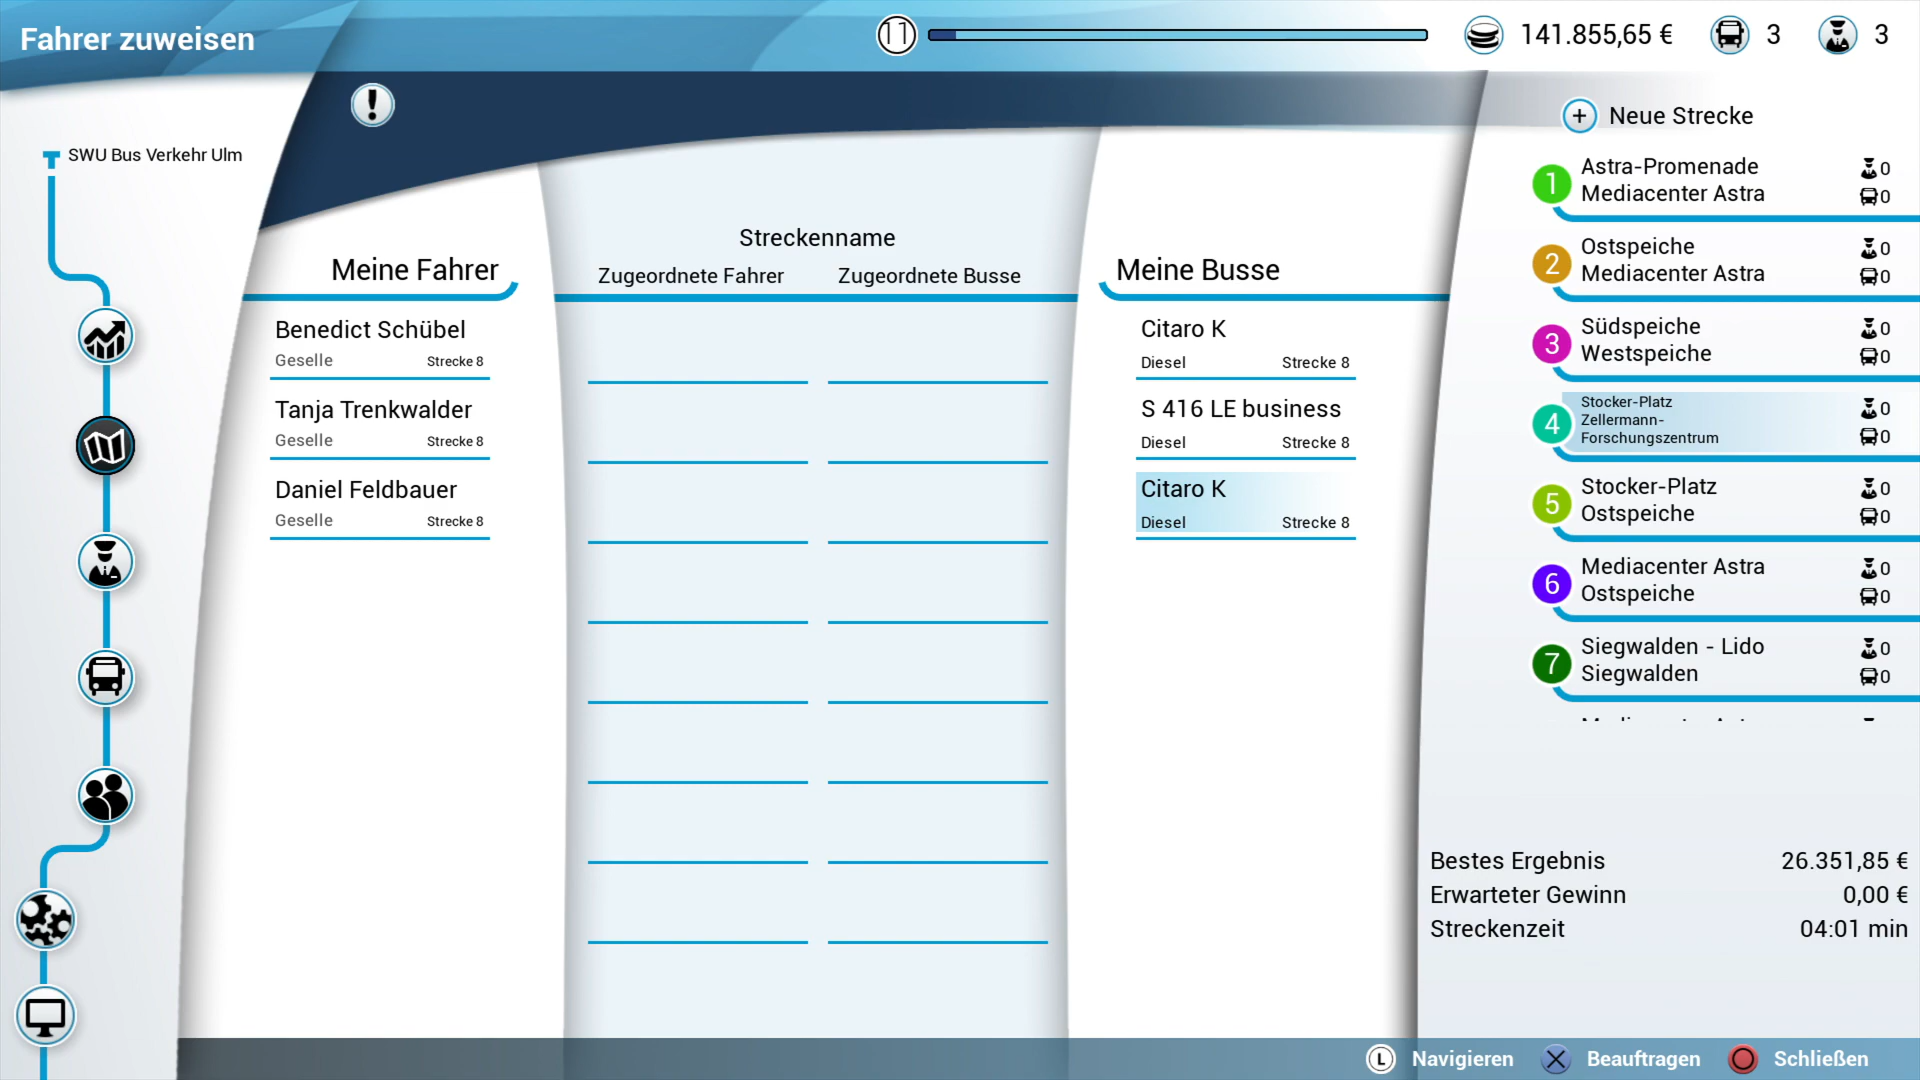 Fahrer zuweisen
11
141.855,65 €
3
3
SWU Bus Verkehr Ulm
Meine Fahrer
Benedict Schübel
Geselle Strecke 8
Tanja Trenkwalder
Geselle Strecke 8
Daniel Feldbauer
Geselle Strecke 8
Streckenname
Zugeordnete Fahrer Zugeordnete Busse
Meine Busse
Citaro K
Diesel Strecke 8
S 416 LE business
Diesel Strecke 8
Citaro K
Diesel Strecke 8
+ Neue Strecke
1 Astra-Promenade 0
Mediacenter Astra 0
2 Ostspeiche 0
Mediacenter Astra 0
3 Südspeiche 0
Westspeiche 0
4 Stocker-Platz 0
Zellermann-
Forschungszentrum 0
5 Stocker-Platz 0
Ostspeiche 0
6 Mediacenter Astra 0
Ostspeiche 0
7 Siegwalden - Lido 0
Siegwalden 0
Bestes Ergebnis 26.351,85 €
Erwarteter Gewinn 0,00 €
Streckenzeit 04:01 min
L Navigieren Beauftragen Schließen